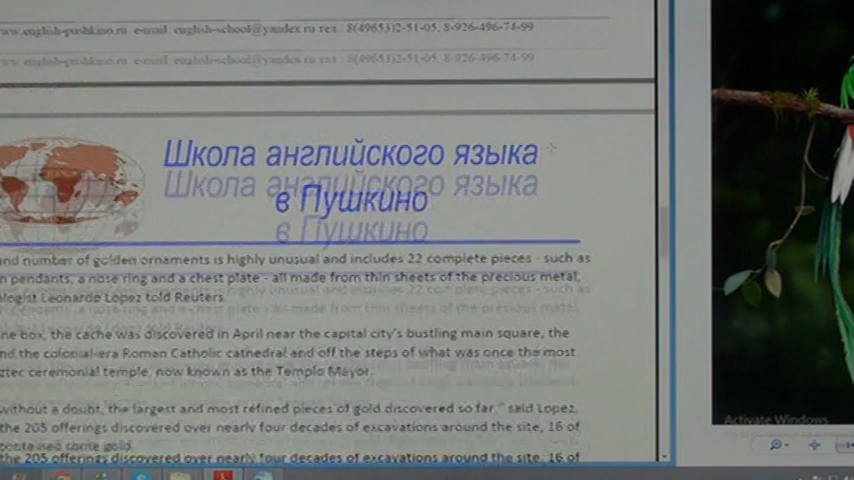 www.english-pushkino.ru e-mail: english-school@yandex.ru тел.: 8(49653)2-51-05, 8-926-496-74-99
www.english-pushkino.ru e-mail: english-school@yandex.ru тел.: 8(49653)2-51-05, 8-926-496-74-99
Школа английского языка
в Пушкино
and number of golden ornaments is highly unusual and includes 22 complete pieces - such as
pendants, a nose ring and a chest plate - all made from thin sheets of the precious metal,
Leonardo Lopez told Reuters.
box, the cache was discovered in April near the capital city's bustling main square, the
the colonial-era Roman Catholic cathedral and off the steps of what was once the most
ceremonial temple, now known as the Templo Mayor.
without a doubt, the largest and most refined pieces of gold discovered so far," said Lopez,
the 205 offerings discovered over nearly four decades of excavations around the site, 16 of
some gold.
the 205 offerings discovered over nearly four decades of excavations around the site, 16 of
Activate Windows